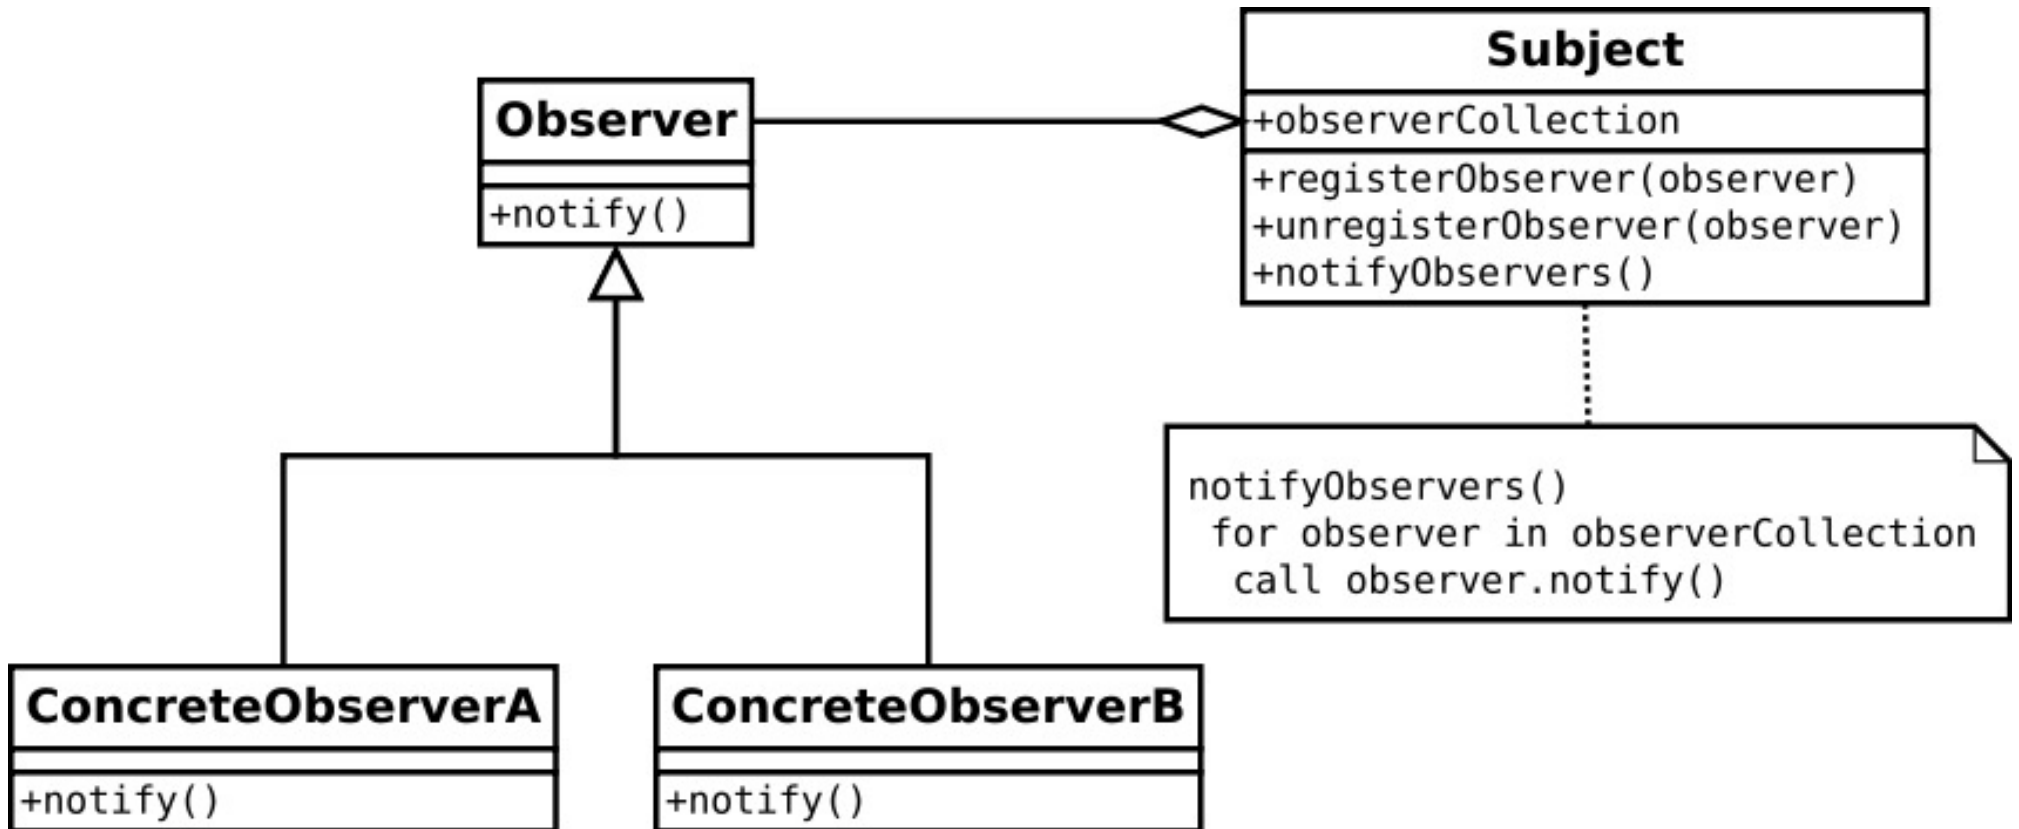 Observer
+notify()
Subject
+observerCollection
+registerObserver(observer)
+unregisterObserver(observer)
+notifyObservers()
notifyObservers()
for observer in observerCollection
call observer.notify()
ConcreteObserverA
+notify()
ConcreteObserverB
+notify()